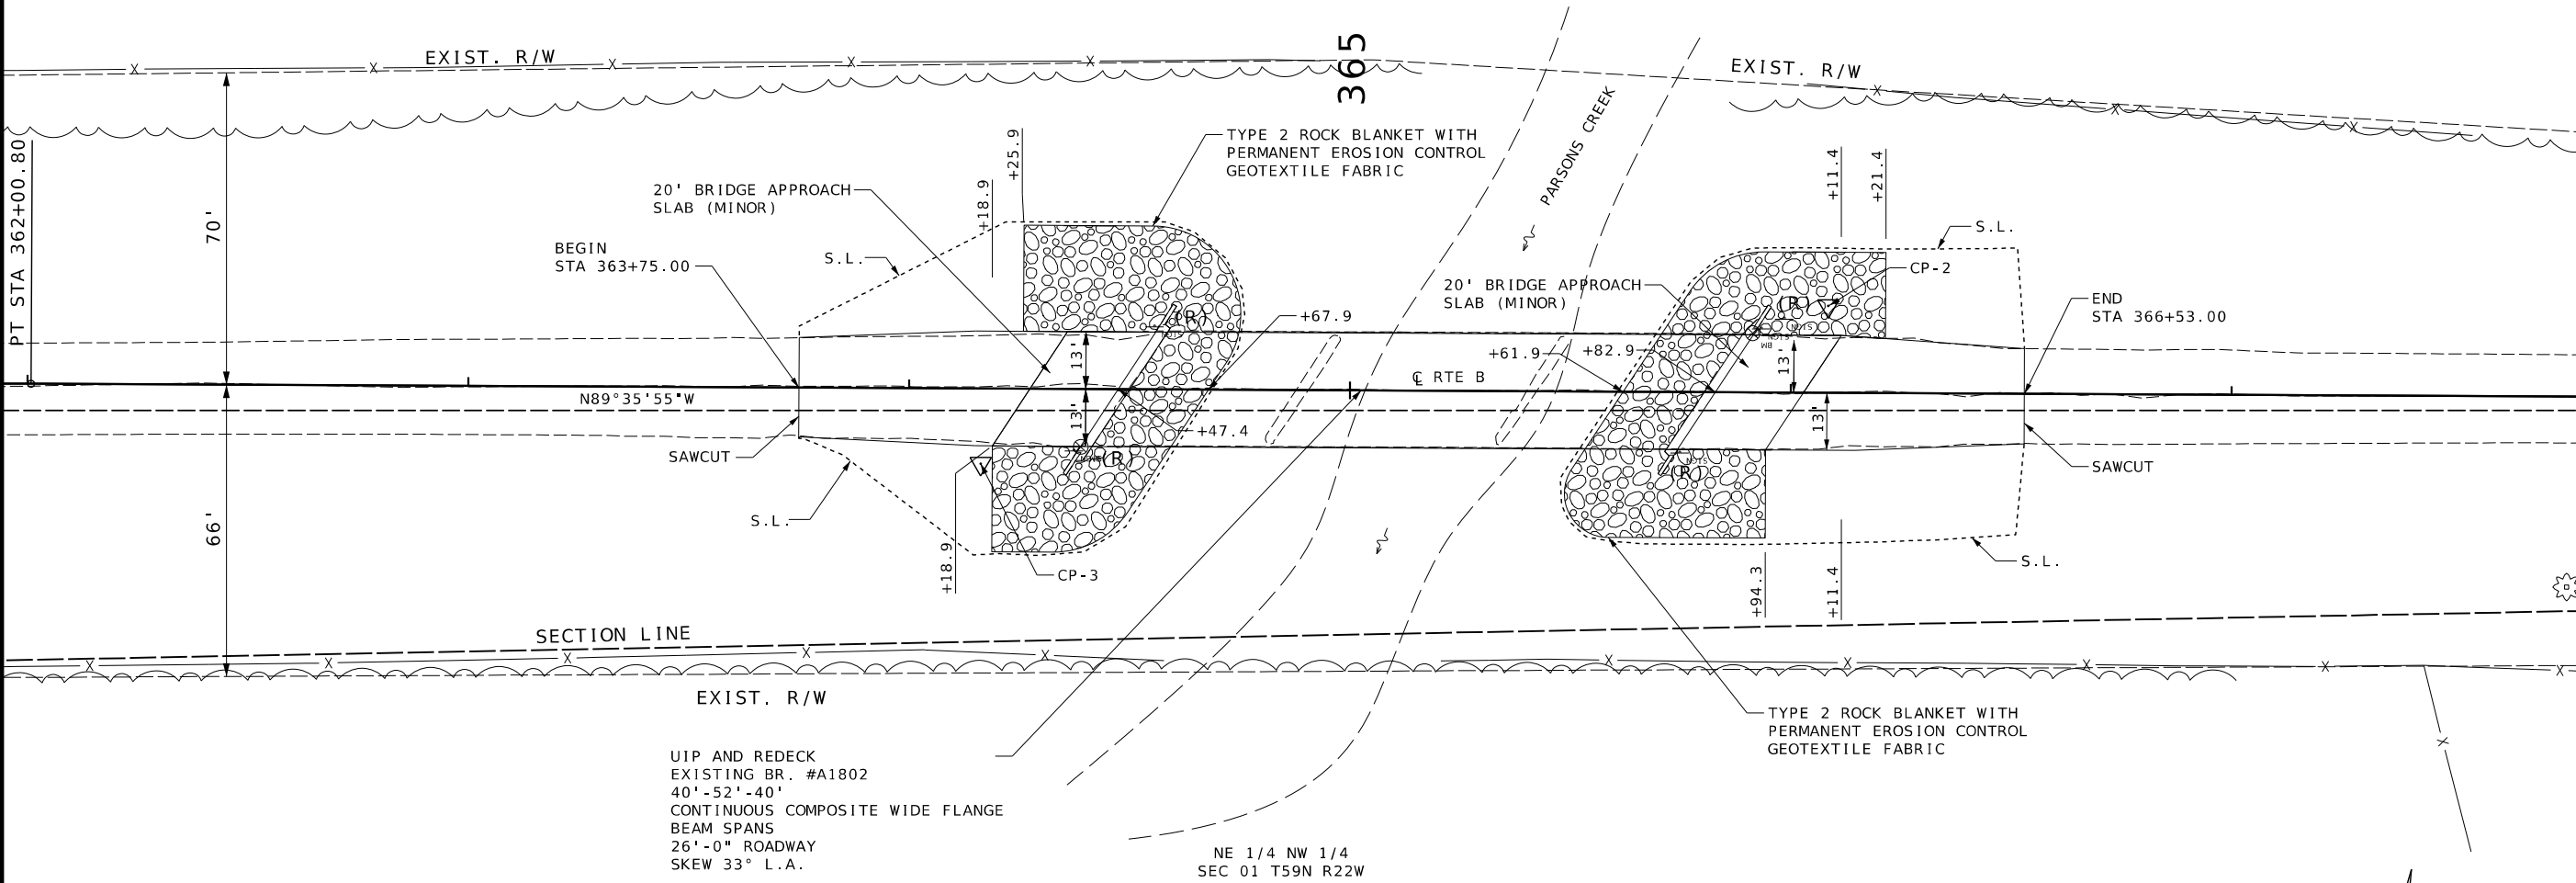 EXIST. R/W
365
EXIST. R/W
PT STA 362+00.80
70'
20' BRIDGE APPROACH
SLAB (MINOR)
BEGIN
STA 363+75.00
S.L.
+18.9
+25.9
TYPE 2 ROCK BLANKET WITH
PERMANENT EROSION CONTROL
GEOTEXTILE FABRIC
PARSONS CREEK
+11.4
+21.4
S.L.
CP-2
20' BRIDGE APPROACH
SLAB (MINOR)
END
STA 366+53.00
(R)
(R)
BM
+67.9
+61.9
+82.9
13'
13'
13'
13'
℄ RTE B
N89°35'55"W
+47.4
SAWCUT
(R)
(R)
SAWCUT
66'
S.L.
+18.9
CP-3
+94.3
+11.4
S.L.
SECTION LINE
EXIST. R/W
TYPE 2 ROCK BLANKET WITH
PERMANENT EROSION CONTROL
GEOTEXTILE FABRIC
UIP AND REDECK
EXISTING BR. #A1802
40'-52'-40'
CONTINUOUS COMPOSITE WIDE FLANGE
BEAM SPANS
26'-0" ROADWAY
SKEW 33° L.A.
NE 1/4 NW 1/4
SEC 01 T59N R22W